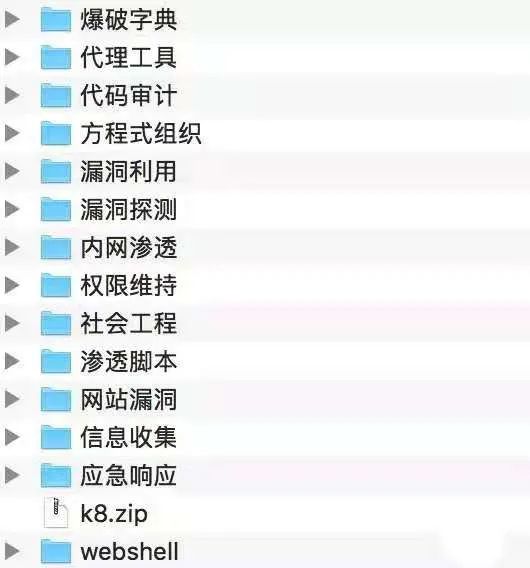 爆破字典
代理工具
代码审计
方程式组织
漏洞利用
漏洞探测
内网渗透
权限维持
社会工程
渗透脚本
网站漏洞
信息收集
应急响应
k8.zip
webshell